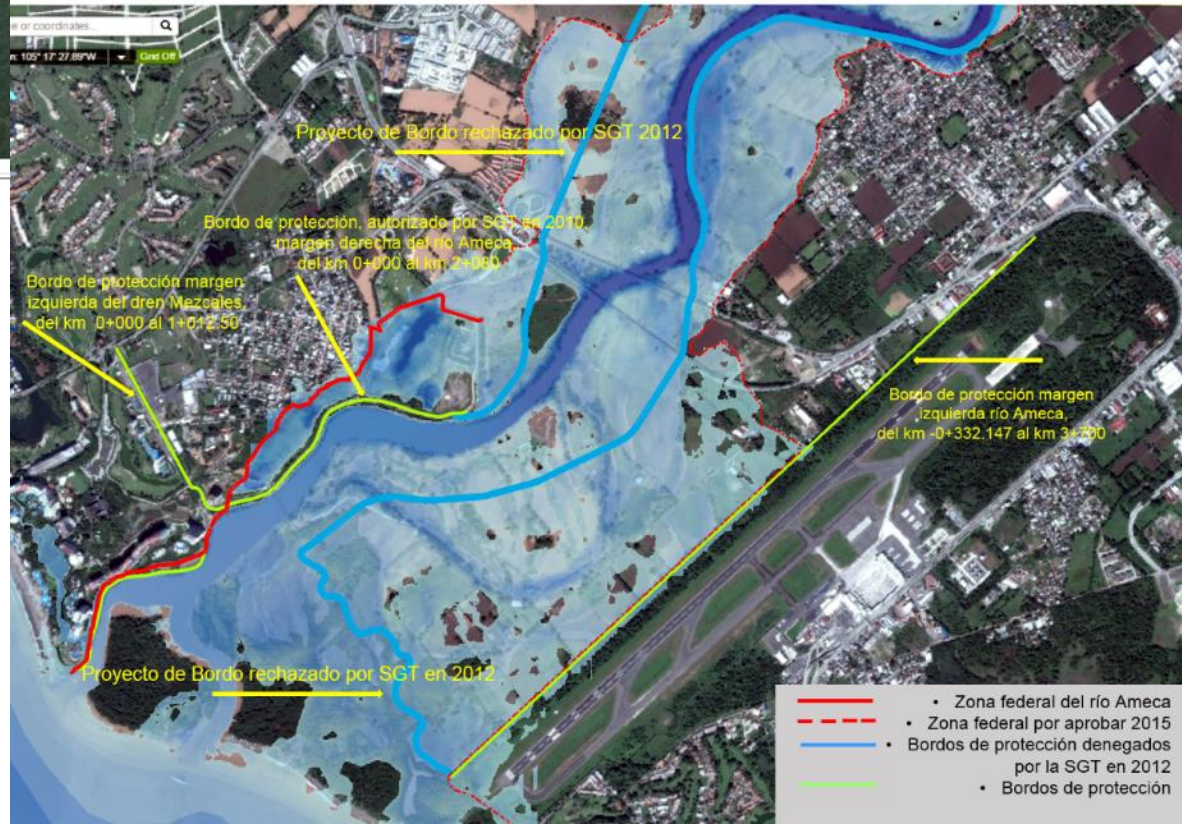 e or coordinates...
n: 105° 17' 27.89"W
Grid Off
Proyecto de Bordo rechazado por SGT 2012
Bordo de protección, autorizado por SGT en 2010,
margen derecha del río Ameca,
del km 0+000 al km 2+080
Bordo de protección margen
izquierda del dren Mezcales,
del km 0+000 al 1+012.50
Bordo de protección margen
izquierda río Ameca,
del km -0+332.147 al km 3+700
Proyecto de Bordo rechazado por SGT en 2012
• Zona federal del río Ameca
• Zona federal por aprobar 2015
• Bordos de protección denegados
por la SGT en 2012
• Bordos de protección